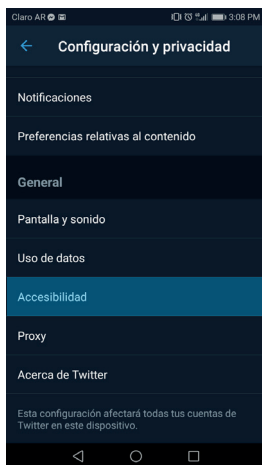 Claro AR 3:08 PM
Configuración y privacidad
Notificaciones
Preferencias relativas al contenido
General
Pantalla y sonido
Uso de datos
Accesibilidad
Proxy
Acerca de Twitter
Esta configuración afectará todas tus cuentas de
Twitter en este dispositivo.